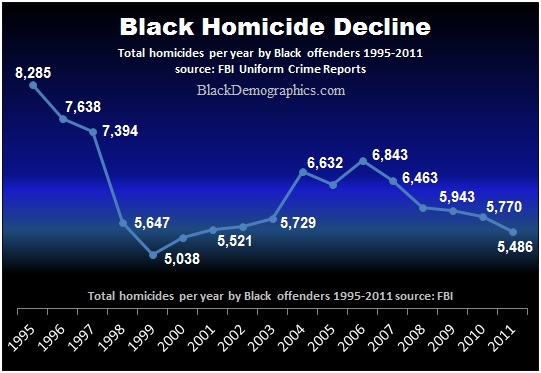 Black Homicide Decline
Total homicides per year by Black offenders 1995-2011
source: FBI Uniform Crime Reports
BlackDemographics.com
8,285
7,638
7,394
5,647
5,038
5,521
5,729
6,632
6,843
6,463
5,943
5,770
5,486
Total homicides per year by Black offenders 1995-2011 source: FBI
1995 1996 1997 1998 1999 2000 2001 2002 2003 2004 2005 2006 2007 2008 2009 2010 2011